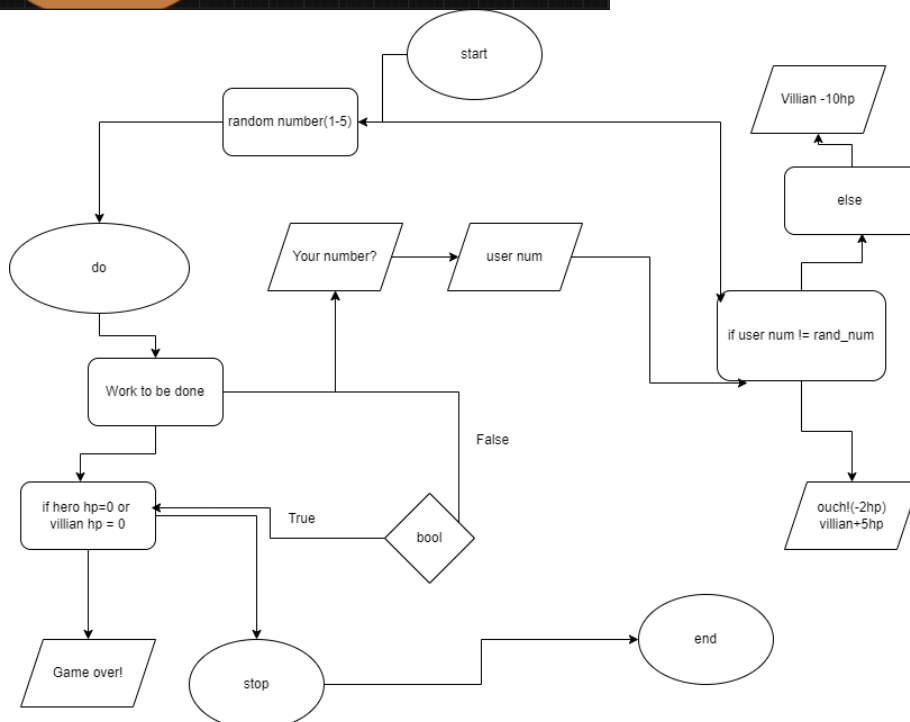 start
Villian -10hp
random number(1-5)
else
Your number?
user num
do
if user num != rand_num
Work to be done
False
if hero hp=0 or
villian hp = 0
True
bool
ouch!(-2hp)
villian+5hp
Game over!
stop
end